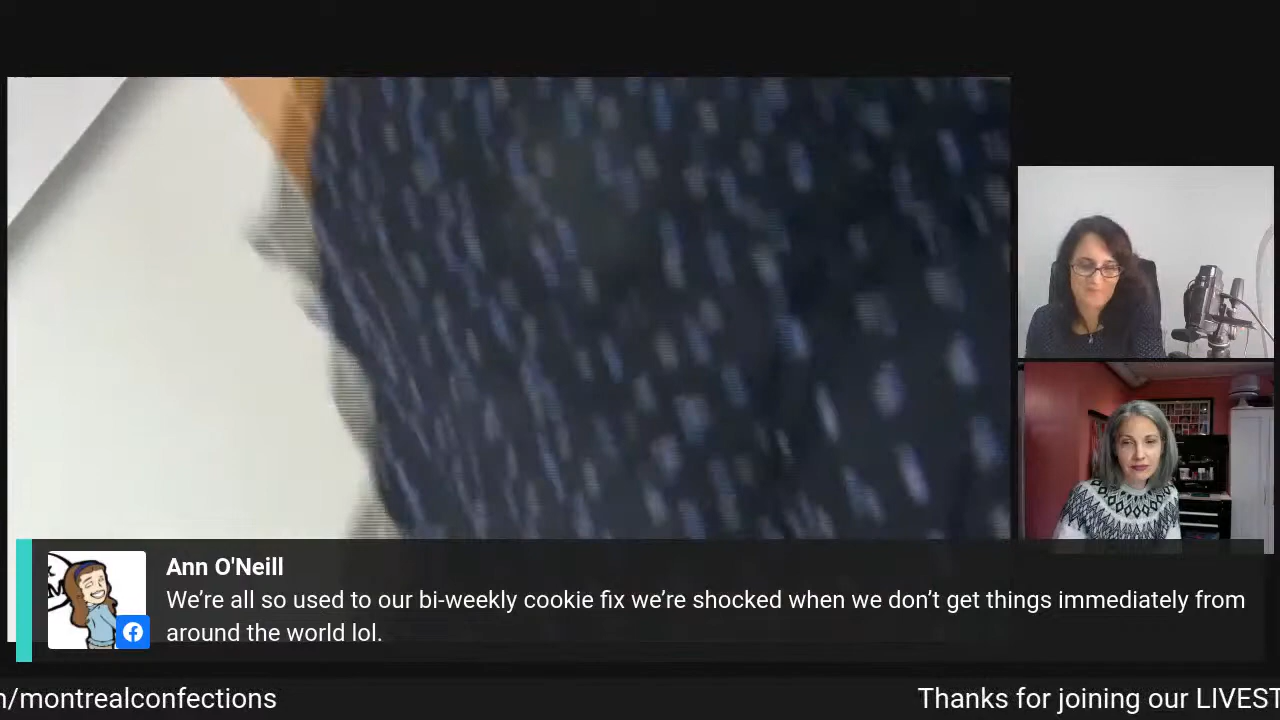 Ann O'Neill
We’re all so used to our bi-weekly cookie fix we’re shocked when we don’t get things immediately from
around the world lol.
n/montrealconfections Thanks for joining our LIVEST